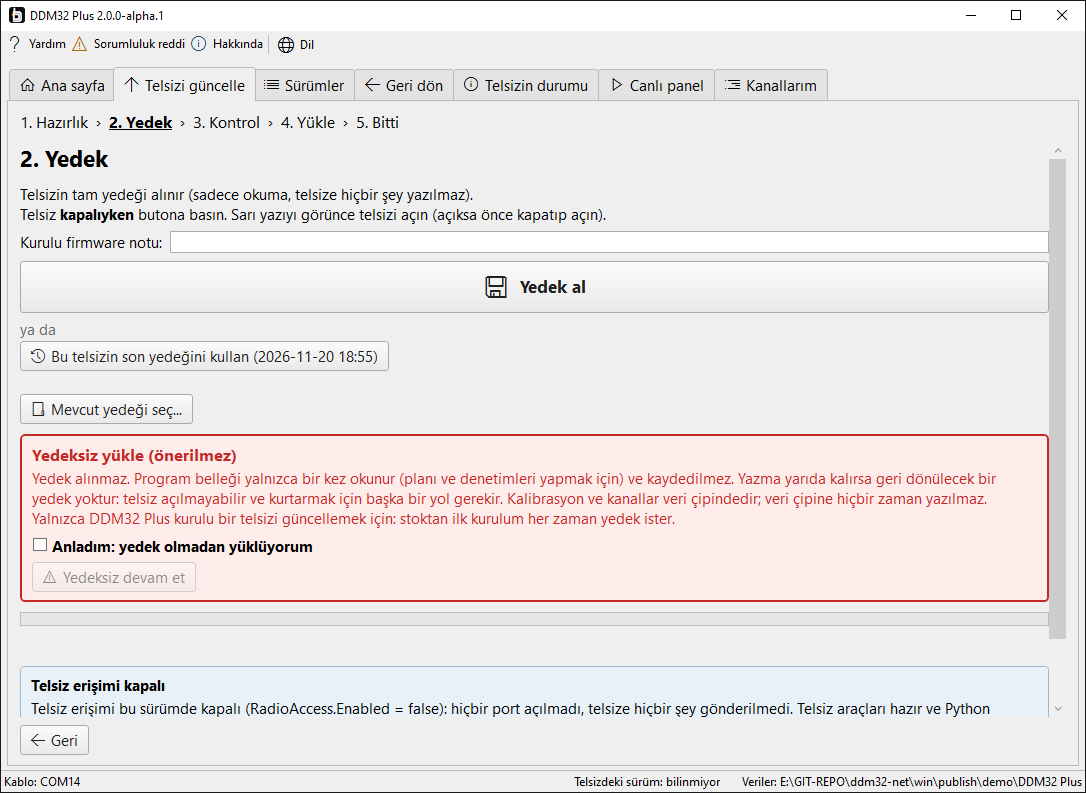 DDM32 Plus 2.0.0-alpha.1
Yardım Sorumluluk reddi Hakkında Dil
Ana sayfa Telsizi güncelle Sürümler Geri dön Telsizin durumu Canlı panel Kanallarım
1. Hazırlık › 2. Yedek › 3. Kontrol › 4. Yükle › 5. Bitti
2. Yedek
Telsizin tam yedeği alınır (sadece okuma, telsize hiçbir şey yazılmaz).
Telsiz kapalıyken butona basın. Sarı yazıyı görünce telsizi açın (açıksa önce kapatıp açın).
Kurulu firmware notu:
Yedek al
ya da
Bu telsizin son yedeğini kullan (2026-11-20 18:55)
Mevcut yedeği seç...
Yedeksiz yükle (önerilmez)
Yedek alınmaz. Program belleği yalnızca bir kez okunur (planı ve denetimleri yapmak için) ve kaydedilmez. Yazma yarıda kalırsa geri dönülecek bir
yedek yoktur: telsiz açılmayabilir ve kurtarmak için başka bir yol gerekir. Kalibrasyon ve kanallar veri çipindedir; veri çipine hiçbir zaman yazılmaz.
Yalnızca DDM32 Plus kurulu bir telsizi güncellemek için: stoktan ilk kurulum her zaman yedek ister.
Anladım: yedek olmadan yüklüyorum
Yedeksiz devam et
Telsiz erişimi kapalı
Telsiz erişimi bu sürümde kapalı (RadioAccess.Enabled = false): hiçbir port açılmadı, telsize hiçbir şey gönderilmedi. Telsiz araçları hazır ve Python
Geri
Kablo: COM14 Telsizdeki sürüm: bilinmiyor Veriler: E:\GIT-REPO\ddm32-net\win\publish\demo\DDM32 Plus